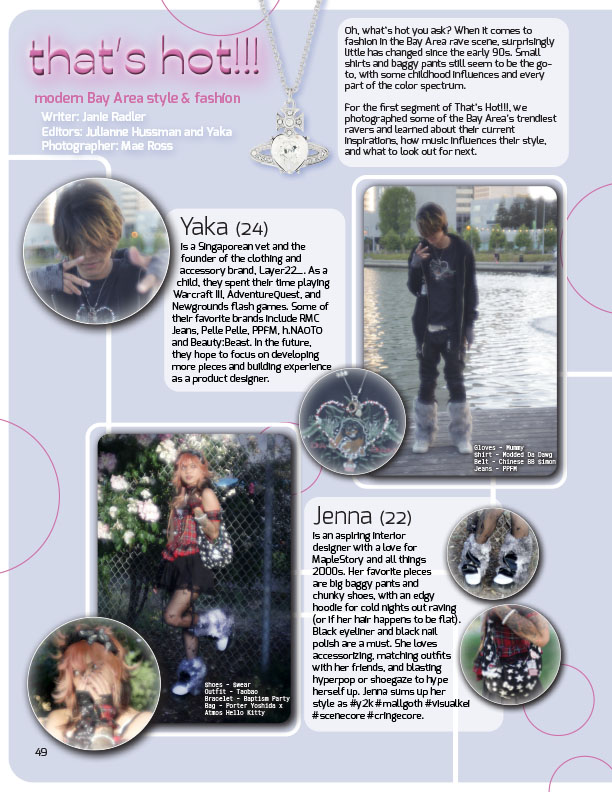 that's hot!!!
modern Bay Area style & fashion
Writer: Janie Radler
Editors: Julianne Hussman and Yaka
Photographer: Mae Ross
Oh, what's hot you ask? When it comes to
fashion in the Bay Area rave scene, surprisingly
little has changed since the early 90s. Small
shirts and baggy pants still seem to be the go-
to, with some childhood influences and every
part of the color spectrum.
For the first segment of That's Hot!!!, we
photographed some of the Bay Area's trendiest
ravers and learned about their current
inspirations, how music influences their style,
and what to look out for next.
Yaka (24)
is a Singaporean vet and the
founder of the clothing and
accessory brand, Layer22_. As a
child, they spent their time playing
Warcraft III, AdventureQuest, and
Newgrounds flash games. Some of
their favorite brands include RMC
Jeans, Pelle Pelle, PPFM, h.NAOTO
and Beauty:Beast. In the future,
they hope to focus on developing
more pieces and building experience
as a product designer.
Gloves - Mummy
Shirt - Modded Da Dawg
Belt - Chinese BB Simon
Jeans - PPFM
Jenna (22)
is an aspiring interior
designer with a love for
MapleStory and all things
2000s. Her favorite pieces
are big baggy pants and
chunky shoes, with an edgy
hoodie for cold nights out raving
(or if her hair happens to be flat).
Black eyeliner and black nail
polish are a must. She loves
accessorizing, matching outfits
with her friends, and blasting
hyperpop or shoegaze to hype
herself up. Jenna sums up her
style as #y2k #mallgoth #visualkei
#scenecore #cringecore.
Shoes - Swear
Outfit - Taobao
Bracelet - Baptism Party
Bag - Porter Yoshida x
Atmos Hello Kitty
49